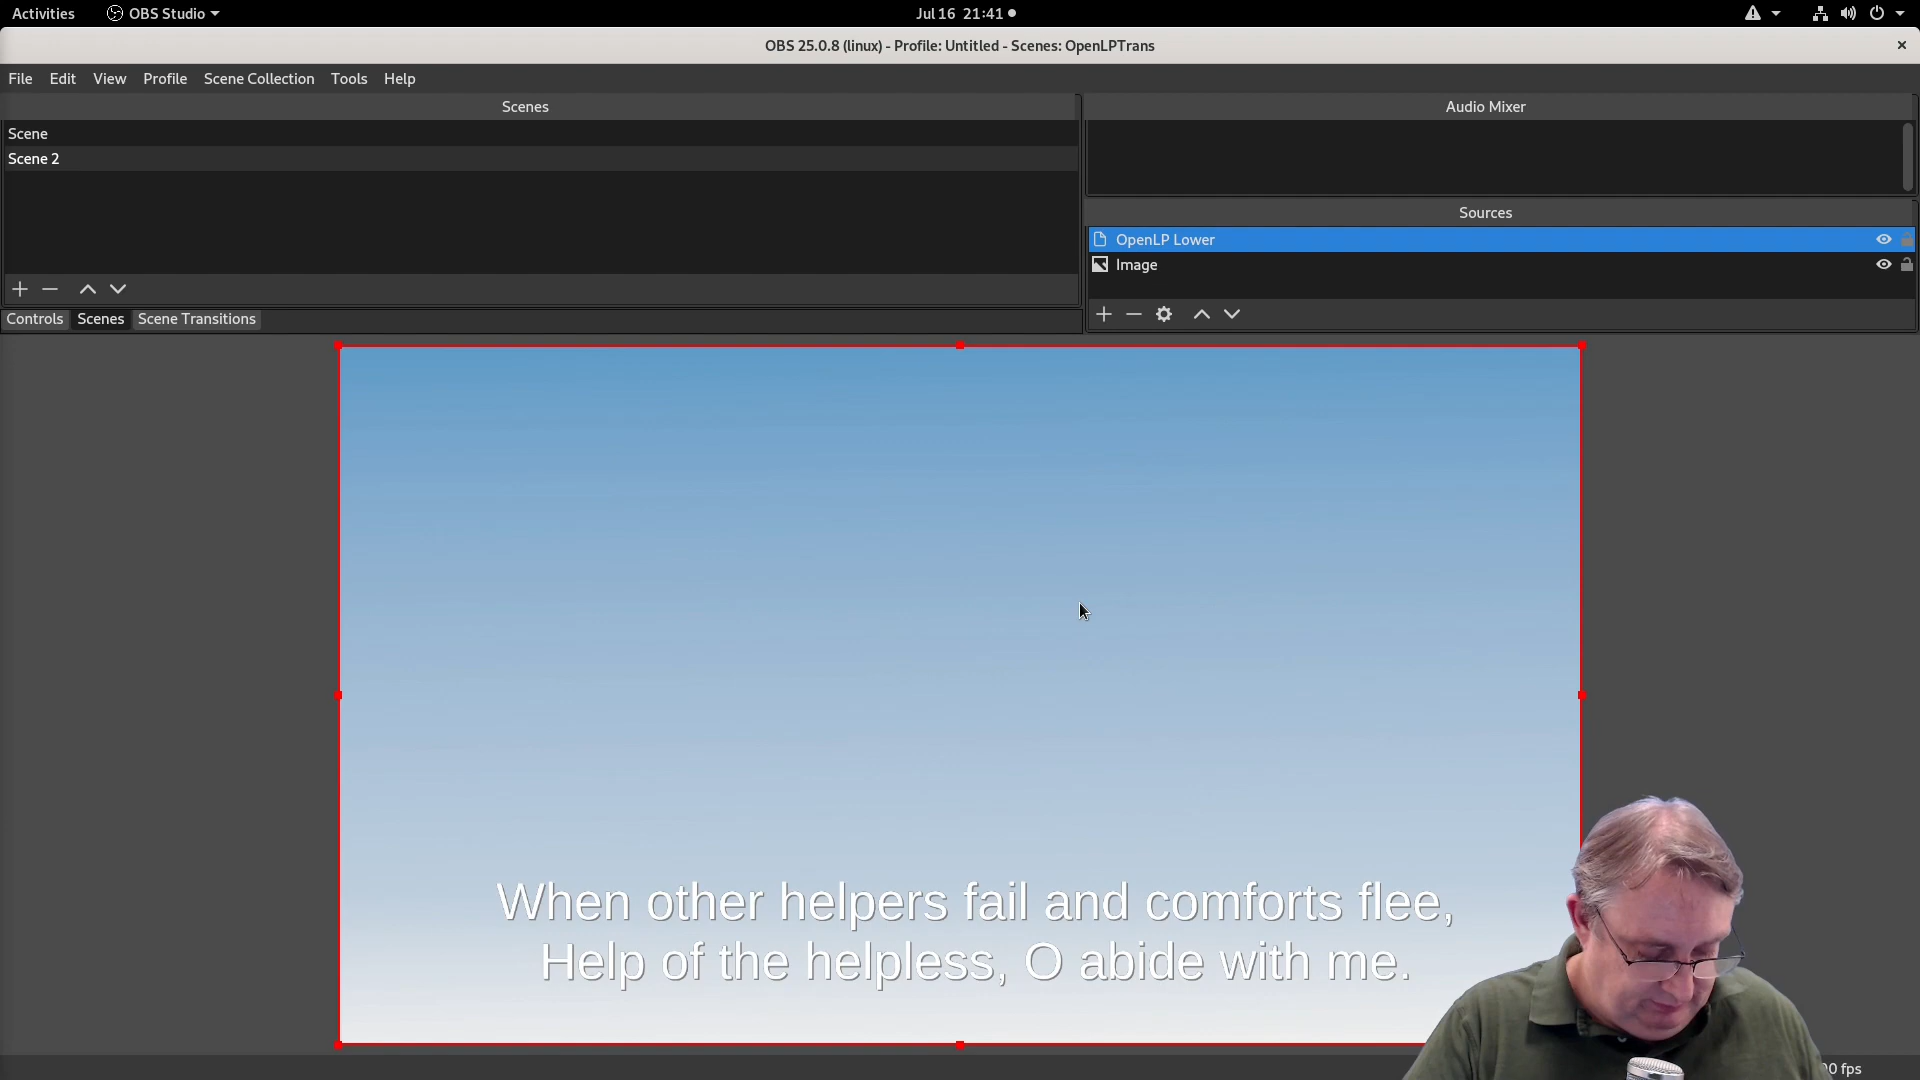 Activities
OBS Studio
Jul 16 21:41
OBS 25.0.8 (linux) - Profile: Untitled - Scenes: OpenLPTrans
File Edit View Profile Scene Collection Tools Help
Scenes
Scene
Scene 2
Controls Scenes Scene Transitions
Audio Mixer
Sources
OpenLP Lower
Image
When other helpers fail and comforts flee,
Help of the helpless, O abide with me.
fps